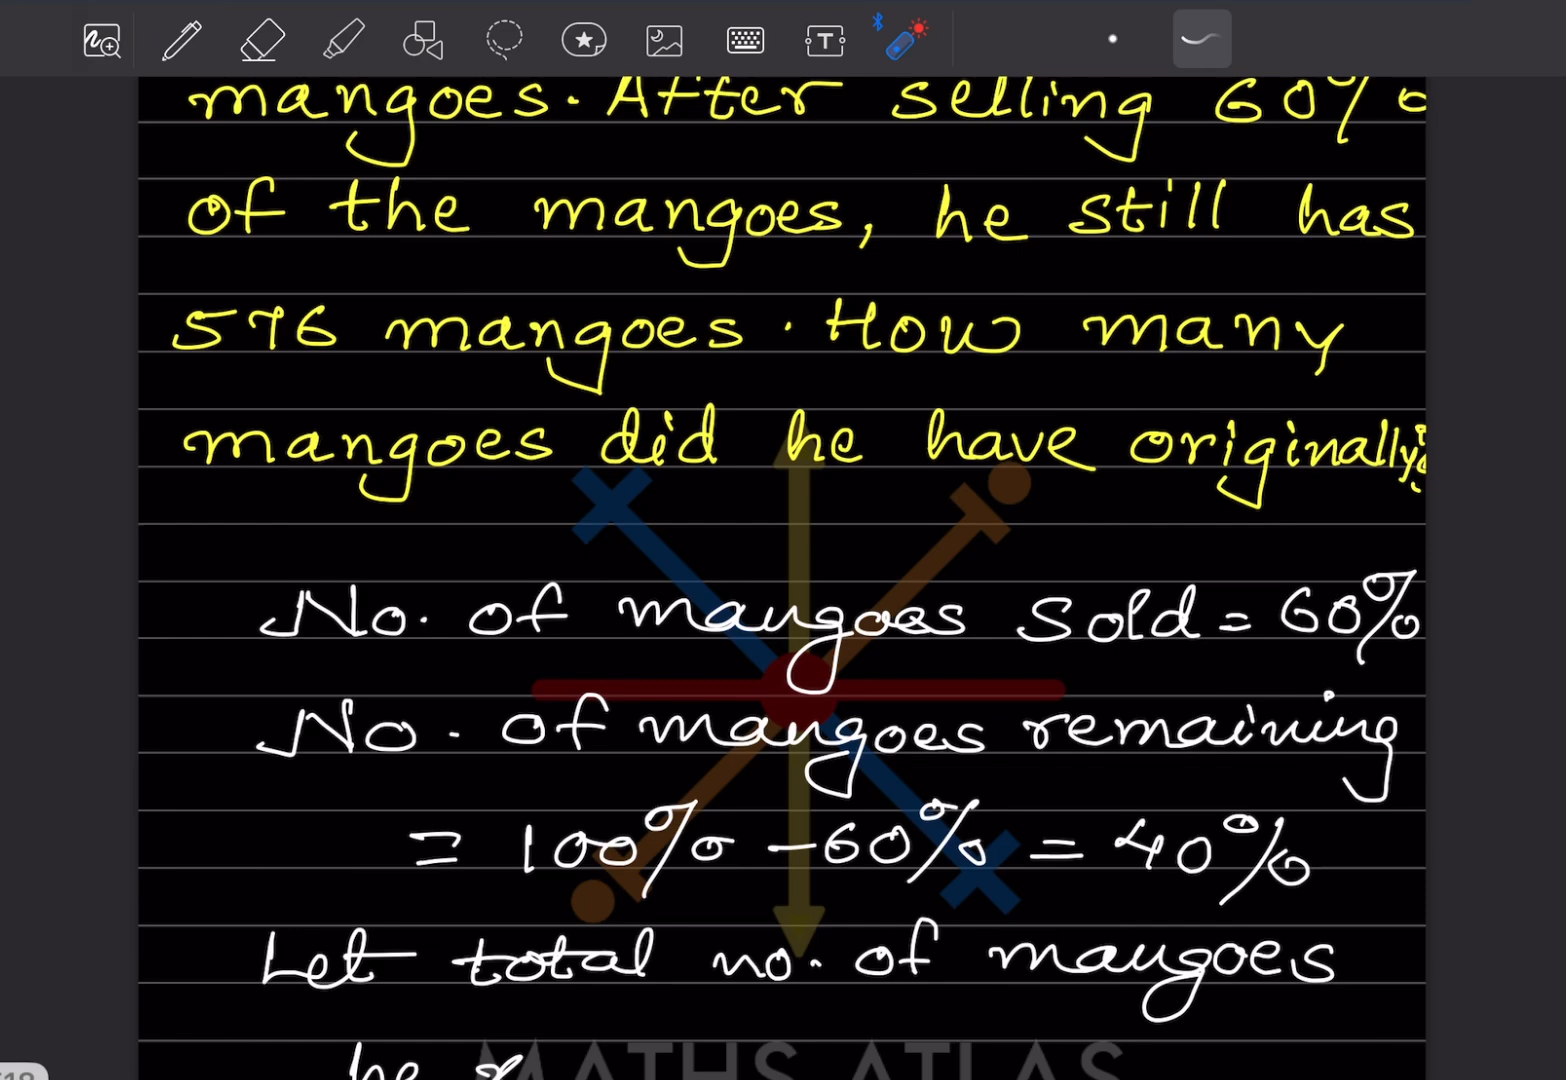 mangoes. After selling 60%
of the mangoes, he still has
576 mangoes. How many
mangoes did he have originally?
No. of mangoes sold = 60%
No. of mangoes remaining
= 100% - 60% = 40%
Let total no. of mangoes
be x
MATHS ATLAS